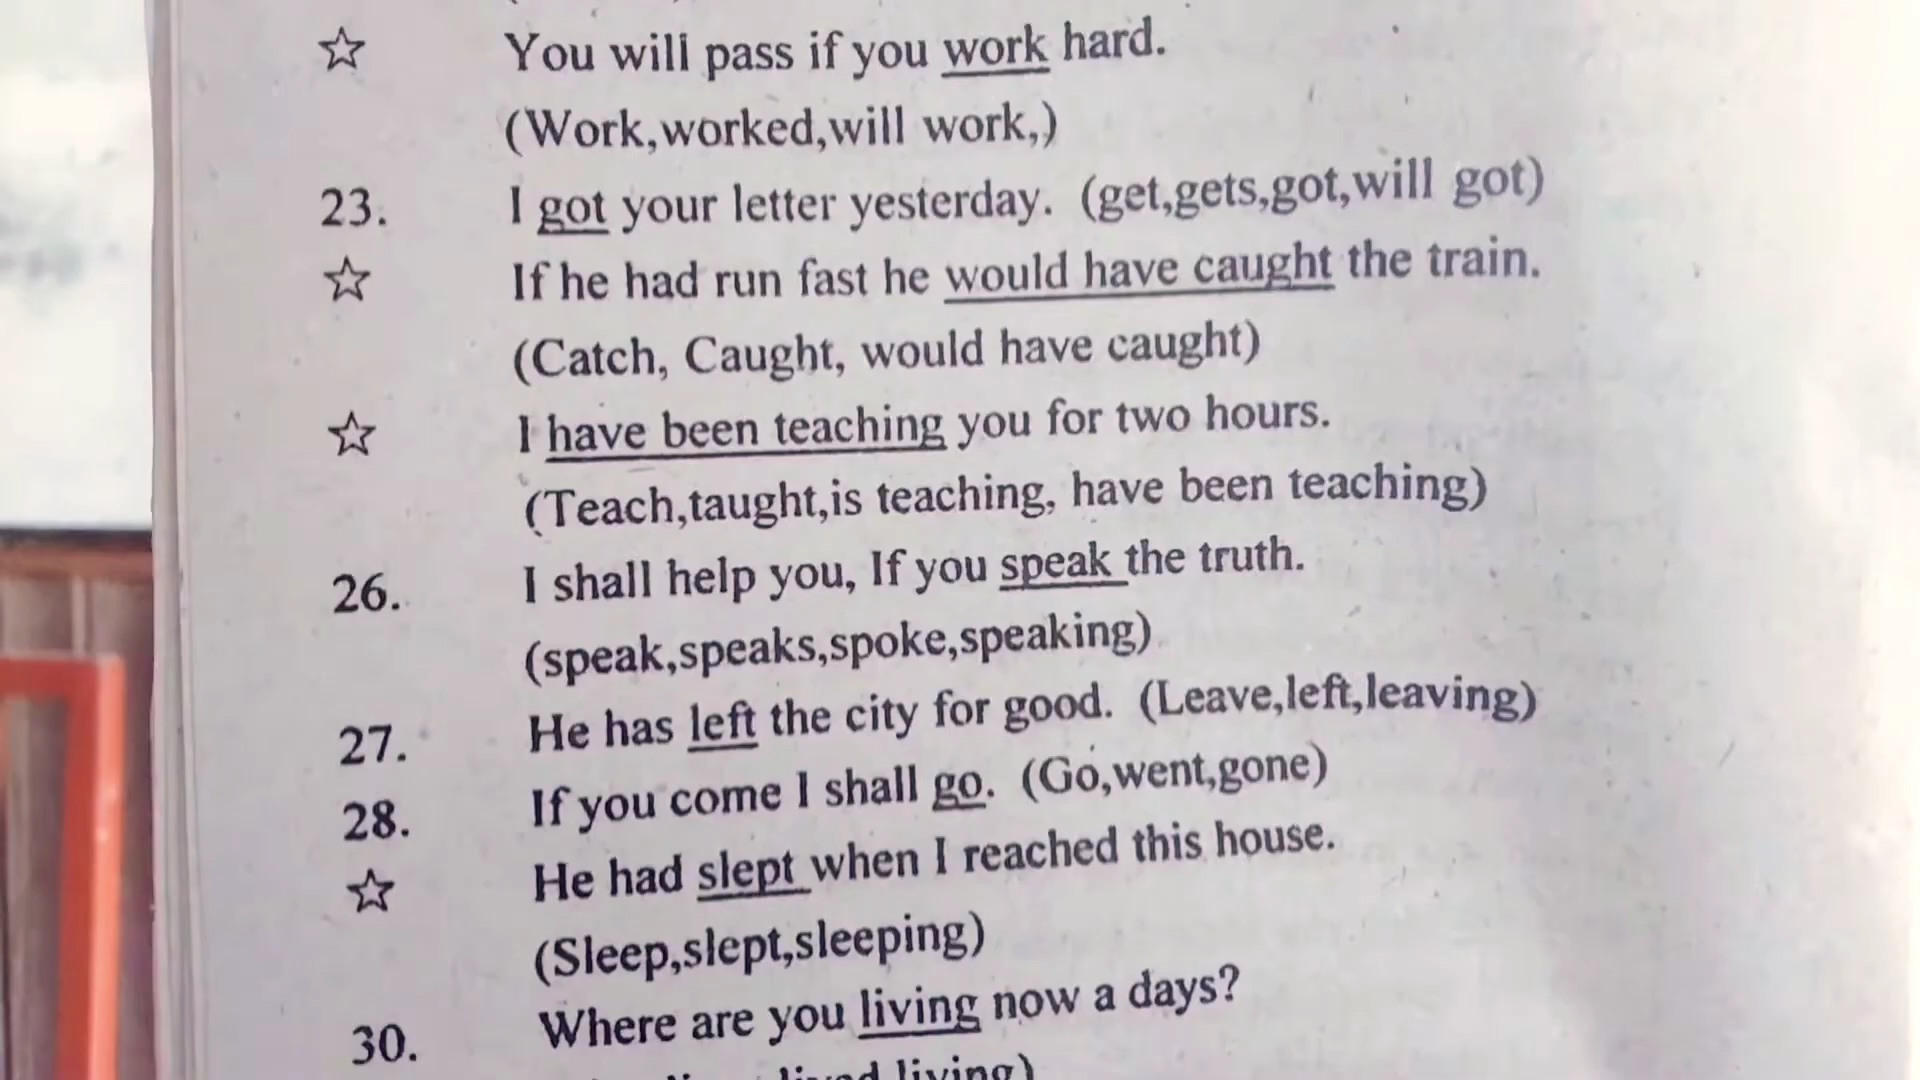 ☆ You will pass if you work hard.
(Work,worked,will work,)
23. I got your letter yesterday. (get,gets,got,will got)
☆ If he had run fast he would have caught the train.
(Catch, Caught, would have caught)
☆ I have been teaching you for two hours.
(Teach,taught,is teaching, have been teaching)
26. I shall help you, If you speak the truth.
(speak,speaks,spoke,speaking)
27. He has left the city for good. (Leave,left,leaving)
28. If you come I shall go. (Go,went,gone)
☆ He had slept when I reached this house.
(Sleep,slept,sleeping)
30. Where are you living now a days?
lived living)